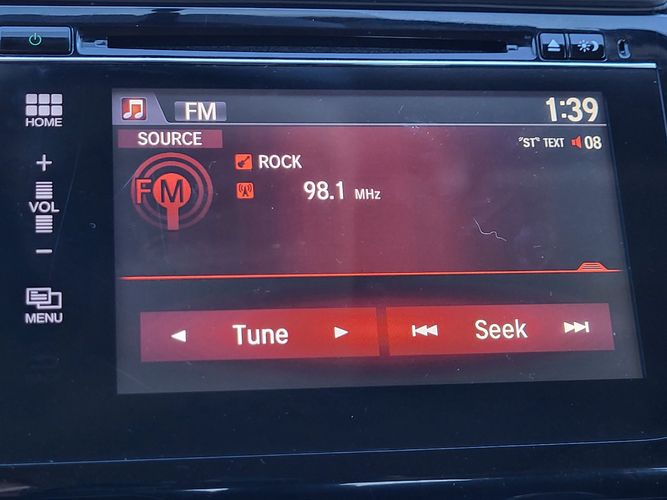 FM 1:39
HOME
SOURCE "ST" TEXT 08
ROCK
FM
98.1 MHz
+
VOL
−
MENU
Tune Seek